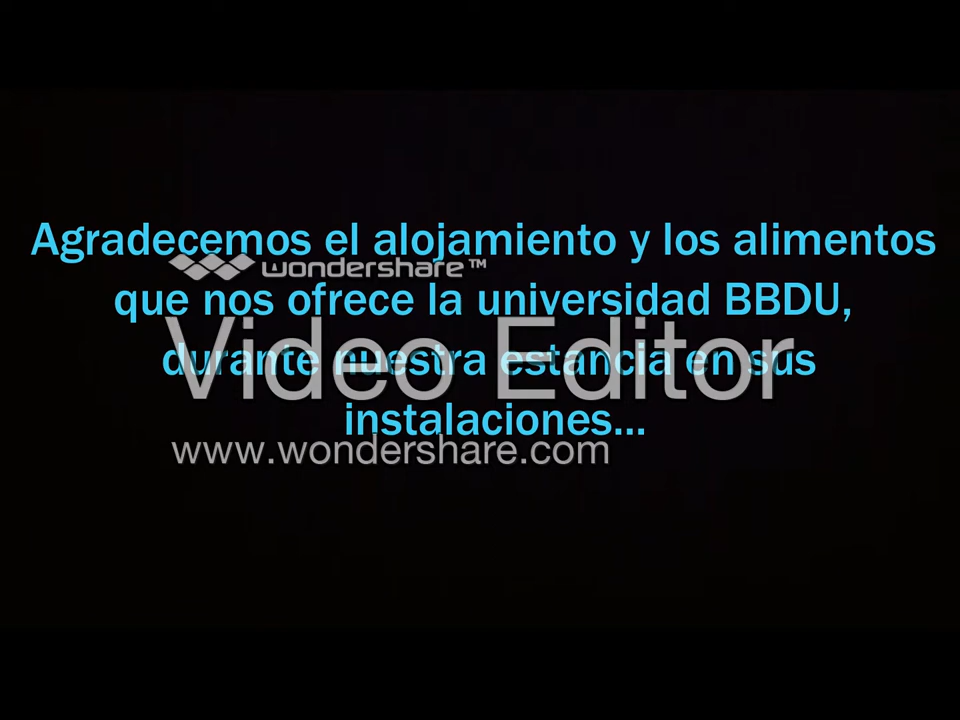 Agradecemos el alojamiento y los alimentos
wondershare™
que nos ofrece la universidad BBDU,
Video Editor
durante nuestra estancia en sus
instalaciones...
www.wondershare.com